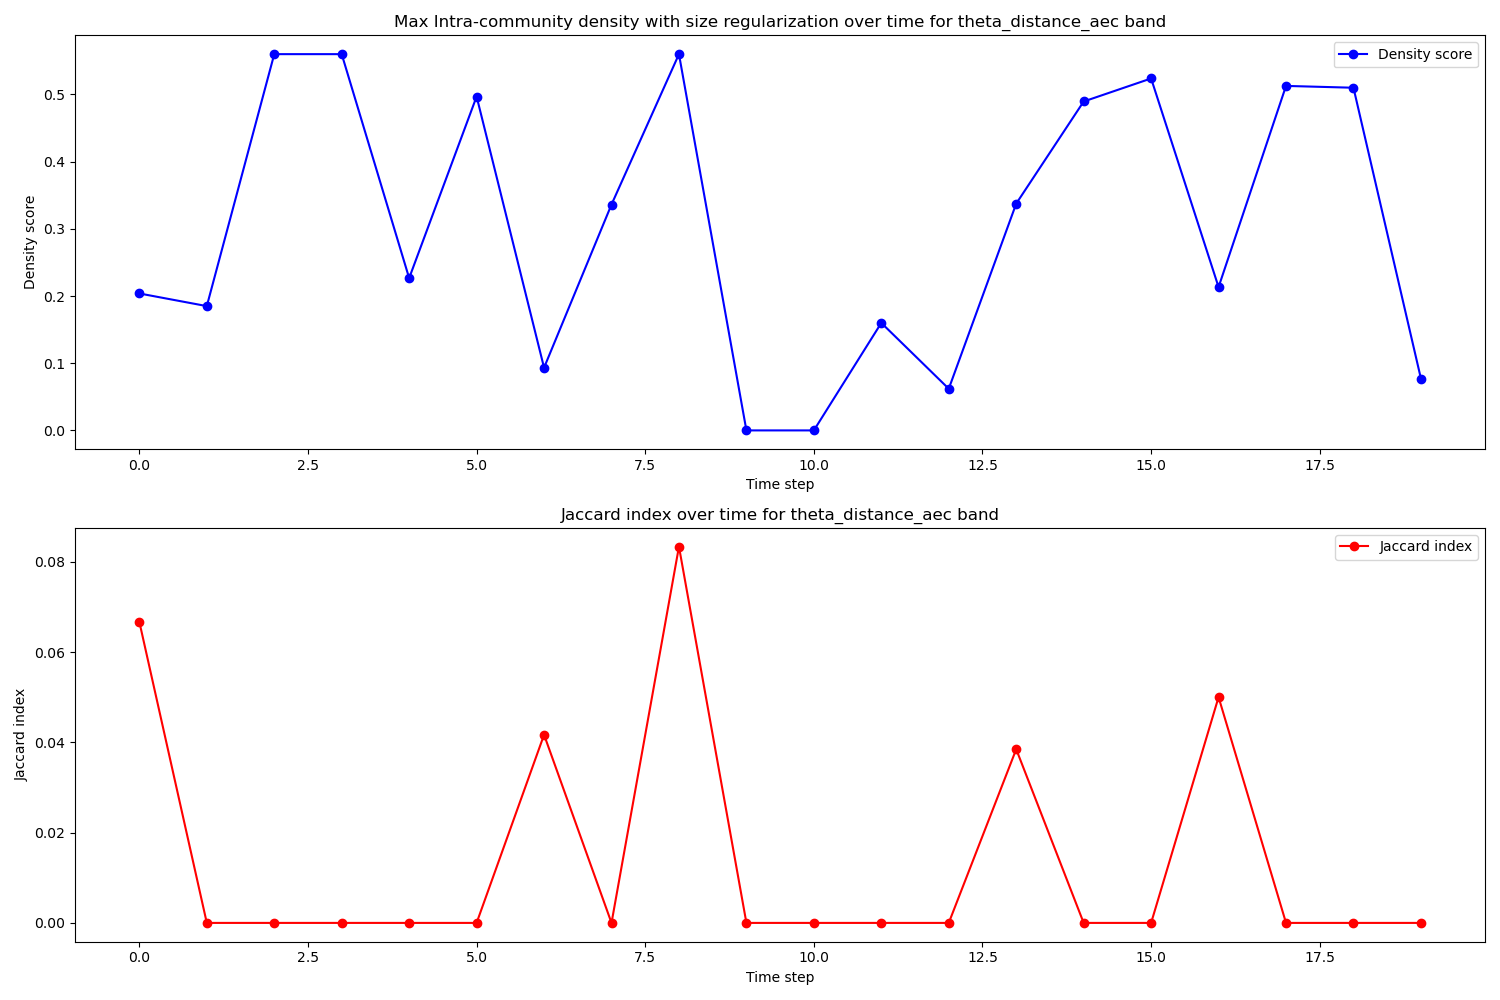 Max Intra-community density with size regularization over time for theta_distance_aec band
Density score
Density score
0.5
0.4
0.3
0.2
0.1
0.0
0.0 2.5 5.0 7.5 10.0 12.5 15.0 17.5
Time step
Jaccard index over time for theta_distance_aec band
Jaccard index
Jaccard index
0.08
0.06
0.04
0.02
0.00
0.0 2.5 5.0 7.5 10.0 12.5 15.0 17.5
Time step